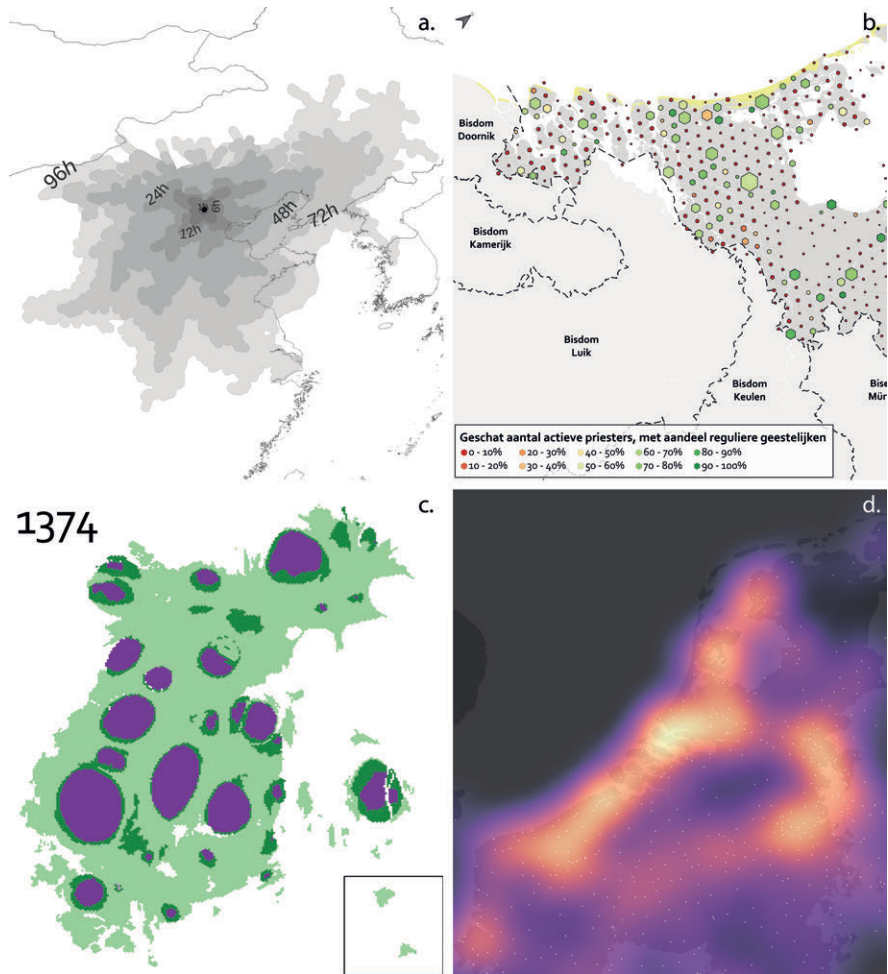 a.
96h
24h
1h
6h
12h
48h
72h
b.
Bisdom
Doornik
Bisdom
Kamerijk
Bisdom
Luik
Bisdom
Keulen
Geschat aantal actieve priesters, met aandeel reguliere geestelijken
0 - 10% 20 - 30% 40 - 50% 60 - 70% 80 - 90%
10 - 20% 30 - 40% 50 - 60% 70 - 80% 90 - 100%
c.
1374
d.